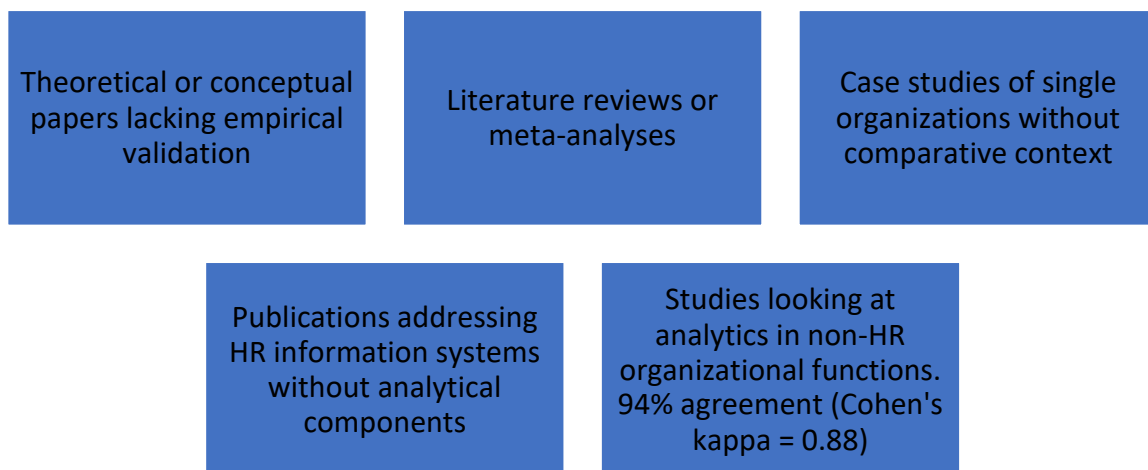 Theoretical or conceptual
papers lacking empirical
validation
Literature reviews or
meta-analyses
Case studies of single
organizations without
comparative context
Publications addressing
HR information systems
without analytical
components
Studies looking at
analytics in non-HR
organizational functions.
94% agreement (Cohen's
kappa = 0.88)